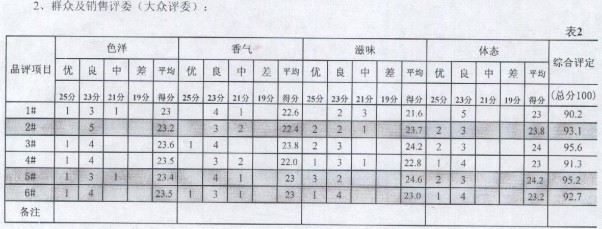 2、群众及销售评委（大众评委）：
表2
品评项目 色泽 香气 滋味 体态 综合评定
优 良 中 差 平均 优 良 中 差 平均 优 良 中 差 平均 优 良 中 差 平均
25分 23分 21分 19分 得分 25分 23分 21分 19分 得分 25分 23分 21分 19分 得分 25分 23分 21分 19分 得分 (总分100)
1# 1 3 1 23 4 1 22.6 2 3 21.6 5 23 90.2
2# 5 23.2 3 2 22.4 2 2 1 23.7 2 3 23.8 93.1
3# 1 4 23.6 1 4 23.8 2 3 24.2 2 3 24 95.6
4# 1 4 23.5 3 2 22.0 1 3 1 22.8 1 4 23 91.3
5# 1 3 1 23.4 4 1 23 3 2 24.6 2 3 24.2 95.2
6# 1 4 23.5 1 3 1 23 1 4 23.0 1 4 23.2 92.7
备注